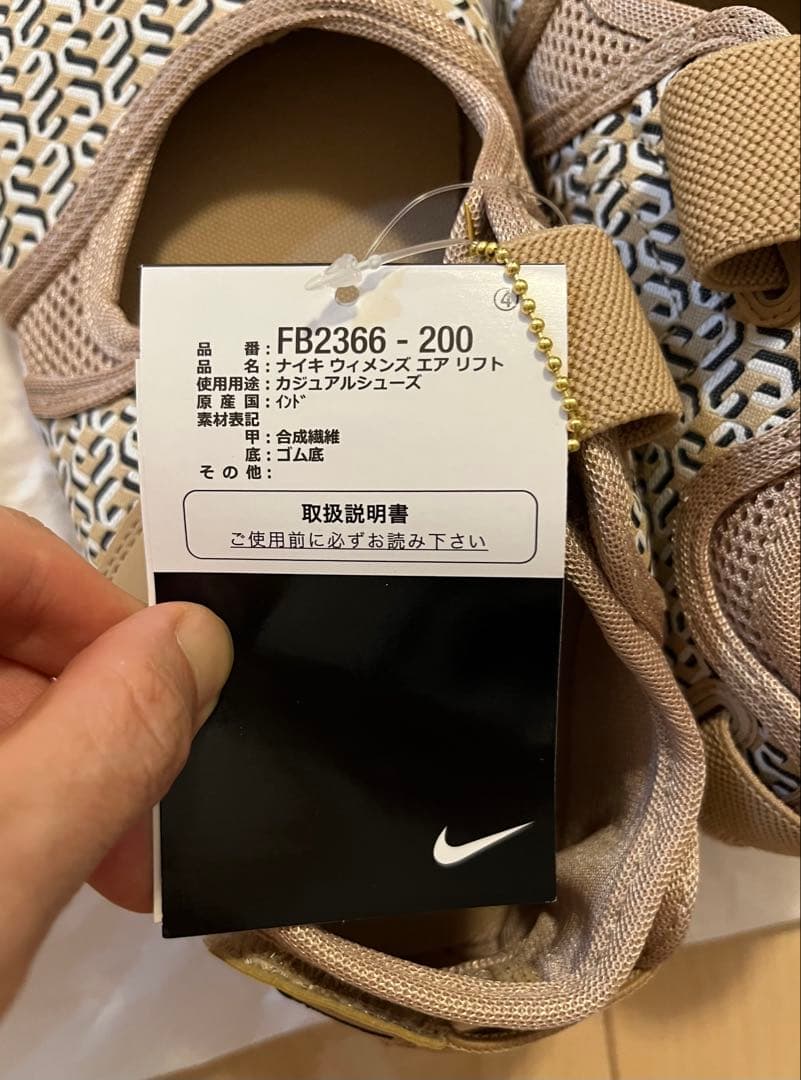 ④
品番：FB2366 - 200
品名：ナイキ ウィメンズ エア リフト
使用用途：カジュアルシューズ
原産国：ｲﾝﾄﾞ
素材表記
甲：合成繊維
底：ゴム底
その他：
取扱説明書
ご使用前に必ずお読み下さい